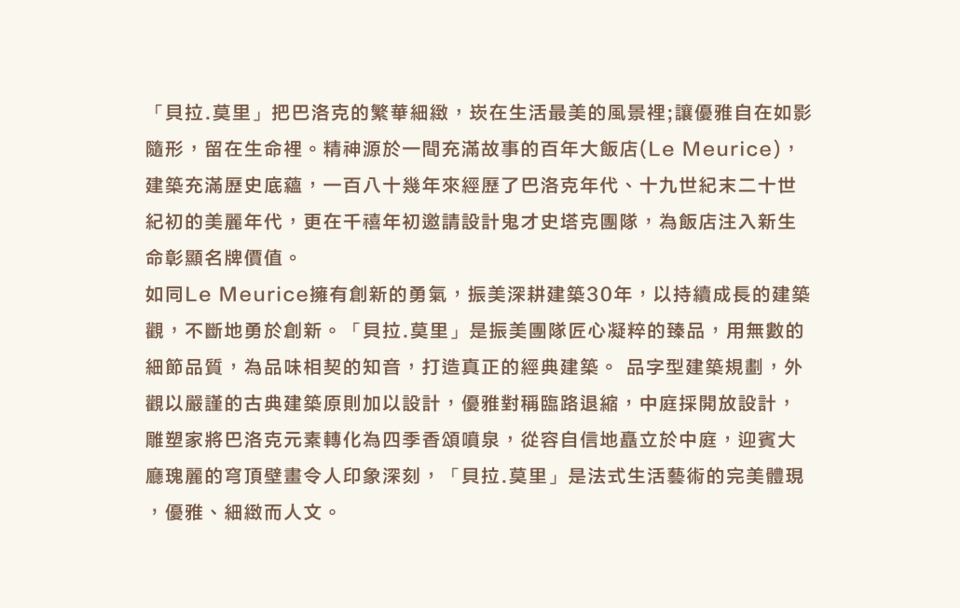 「貝拉.莫里」把巴洛克的繁華細緻，崁在生活最美的風景裡;讓優雅自在如影
隨形，留在生命裡。精神源於一間充滿故事的百年大飯店(Le Meurice)，
建築充滿歷史底蘊，一百八十幾年來經歷了巴洛克年代、十九世紀末二十世
紀初的美麗年代，更在千禧年初邀請設計鬼才史塔克團隊，為飯店注入新生
命彰顯名牌價值。
如同Le Meurice擁有創新的勇氣，振美深耕建築30年，以持續成長的建築
觀，不斷地勇於創新。「貝拉.莫里」是振美團隊匠心凝粹的臻品，用無數的
細節品質，為品味相契的知音，打造真正的經典建築。 品字型建築規劃，外
觀以嚴謹的古典建築原則加以設計，優雅對稱臨路退縮，中庭採開放設計，
雕塑家將巴洛克元素轉化為四季香頌噴泉，從容自信地矗立於中庭，迎賓大
廳瑰麗的穹頂壁畫令人印象深刻，「貝拉.莫里」是法式生活藝術的完美體現
，優雅、細緻而人文。